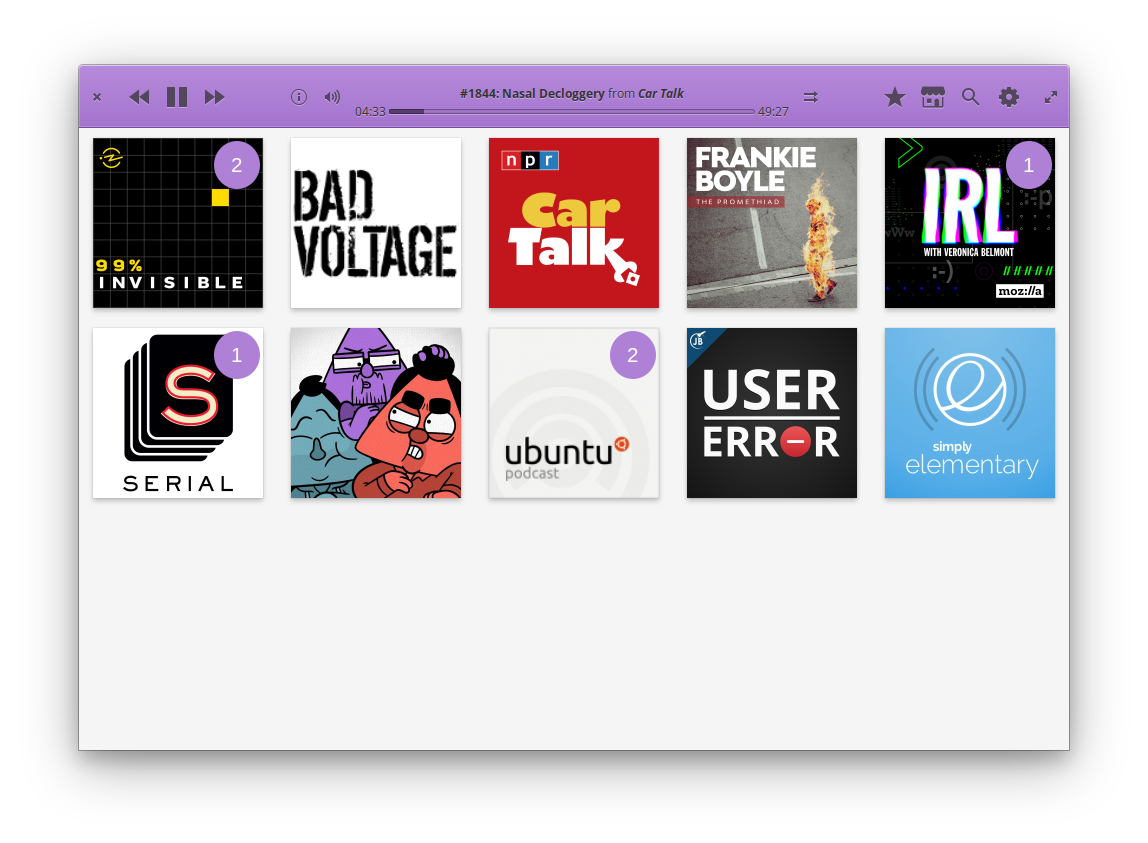 #1844: Nasal Decloggery from Car Talk
04:33
49:27
2
99%
INVISIBLE
BAD
VOLTAGE
npr
Car
Talk
FRANKIE
BOYLE
THE PROMETHIAD
1
:-p
wWw
IRL
WITH VERONICA BELMONT
:-)
//#/#/#/#
moz://a
1
S
SERIAL
2
ubuntu
podcast
JB
USER
ERROR
e
simply
elementary